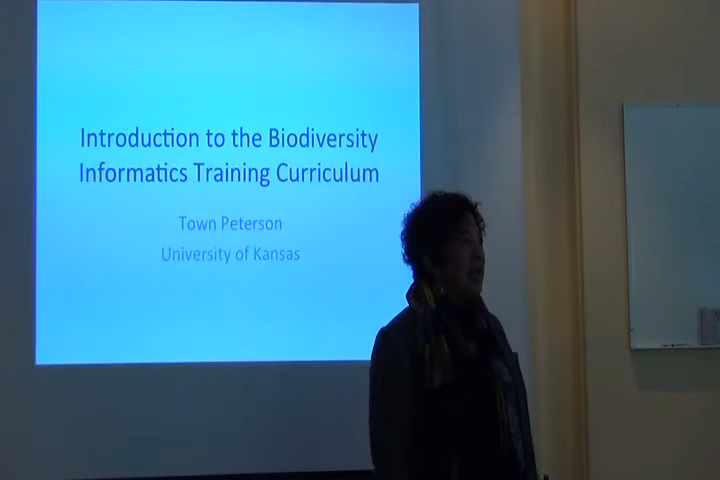 Introduction to the Biodiversity
Informatics Training Curriculum
Town Peterson
University of Kansas